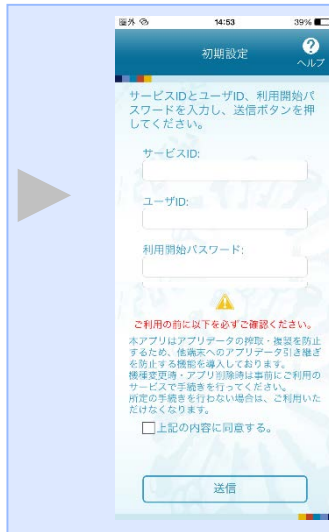 圏外 14:53 39%
初期設定
?
ヘルプ
サービスIDとユーザID、利用開始パ
スワードを入力し、送信ボタンを押
してください。
サービスID:
ユーザID:
利用開始パスワード:
ご利用の前に以下を必ずご確認ください。
本アプリはアプリデータの搾取・複製を防止
するため、他端末へのアプリデータ引き継ぎ
を防止する機能を導入しております。
機種変更時・アプリ削除時は事前にご利用の
サービスで手続きを行ってください。
所定の手続きを行わない場合は、ご利用いた
だけなくなります。
上記の内容に同意する。
送信